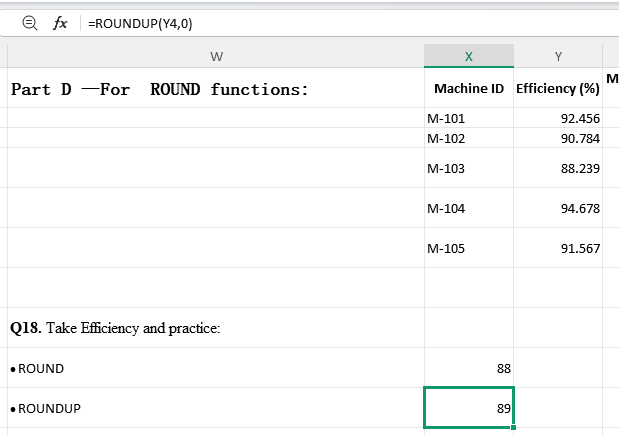 fx =ROUNDUP(Y4,0)
W X Y
Part D —For ROUND functions: Machine ID Efficiency (%) M
M-101 92.456
M-102 90.784
M-103 88.239
M-104 94.678
M-105 91.567
Q18. Take Efficiency and practice:
• ROUND 88
• ROUNDUP 89